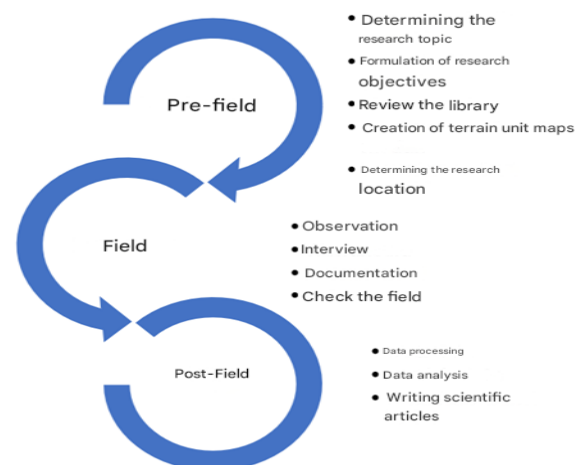 Pre-field
• Determining the
research topic
• Formulation of research
objectives
• Review the library
• Creation of terrain unit maps
• Determining the research
location
Field
• Observation
• Interview
• Documentation
• Check the field
Post-Field
• Data processing
• Data analysis
• Writing scientific
articles